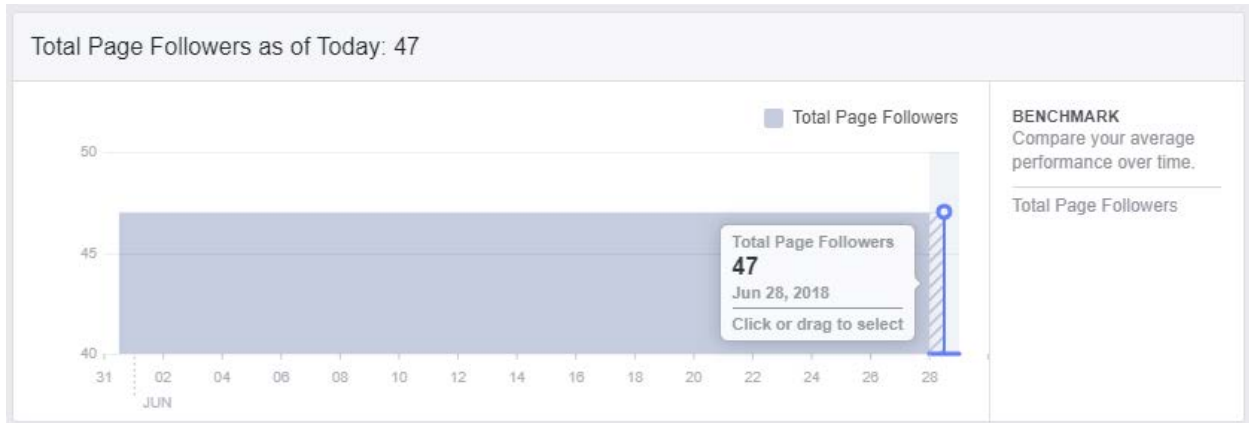 Total Page Followers as of Today: 47
Total Page Followers
BENCHMARK
Compare your average
performance over time.
Total Page Followers
50
45
40
Total Page Followers
47
Jun 28, 2018
Click or drag to select
31 02 04 06 08 10 12 14 16 18 20 22 24 26 28
JUN